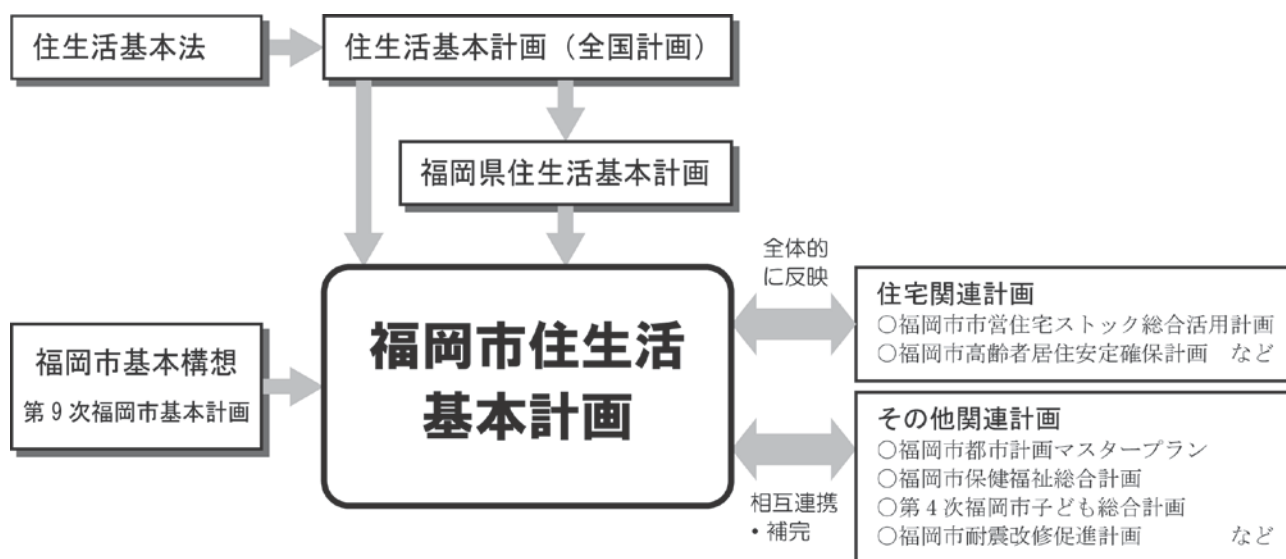 住生活基本法
住生活基本計画（全国計画）
福岡県住生活基本計画
福岡市基本構想
第９次福岡市基本計画
福岡市住生活
基本計画
全体的
に反映
住宅関連計画
○福岡市市営住宅ストック総合活用計画
○福岡市高齢者居住安定確保計画　など
相互連携
・補完
その他関連計画
○福岡市都市計画マスタープラン
○福岡市保健福祉総合計画
○第４次福岡市子ども総合計画
○福岡市耐震改修促進計画　など